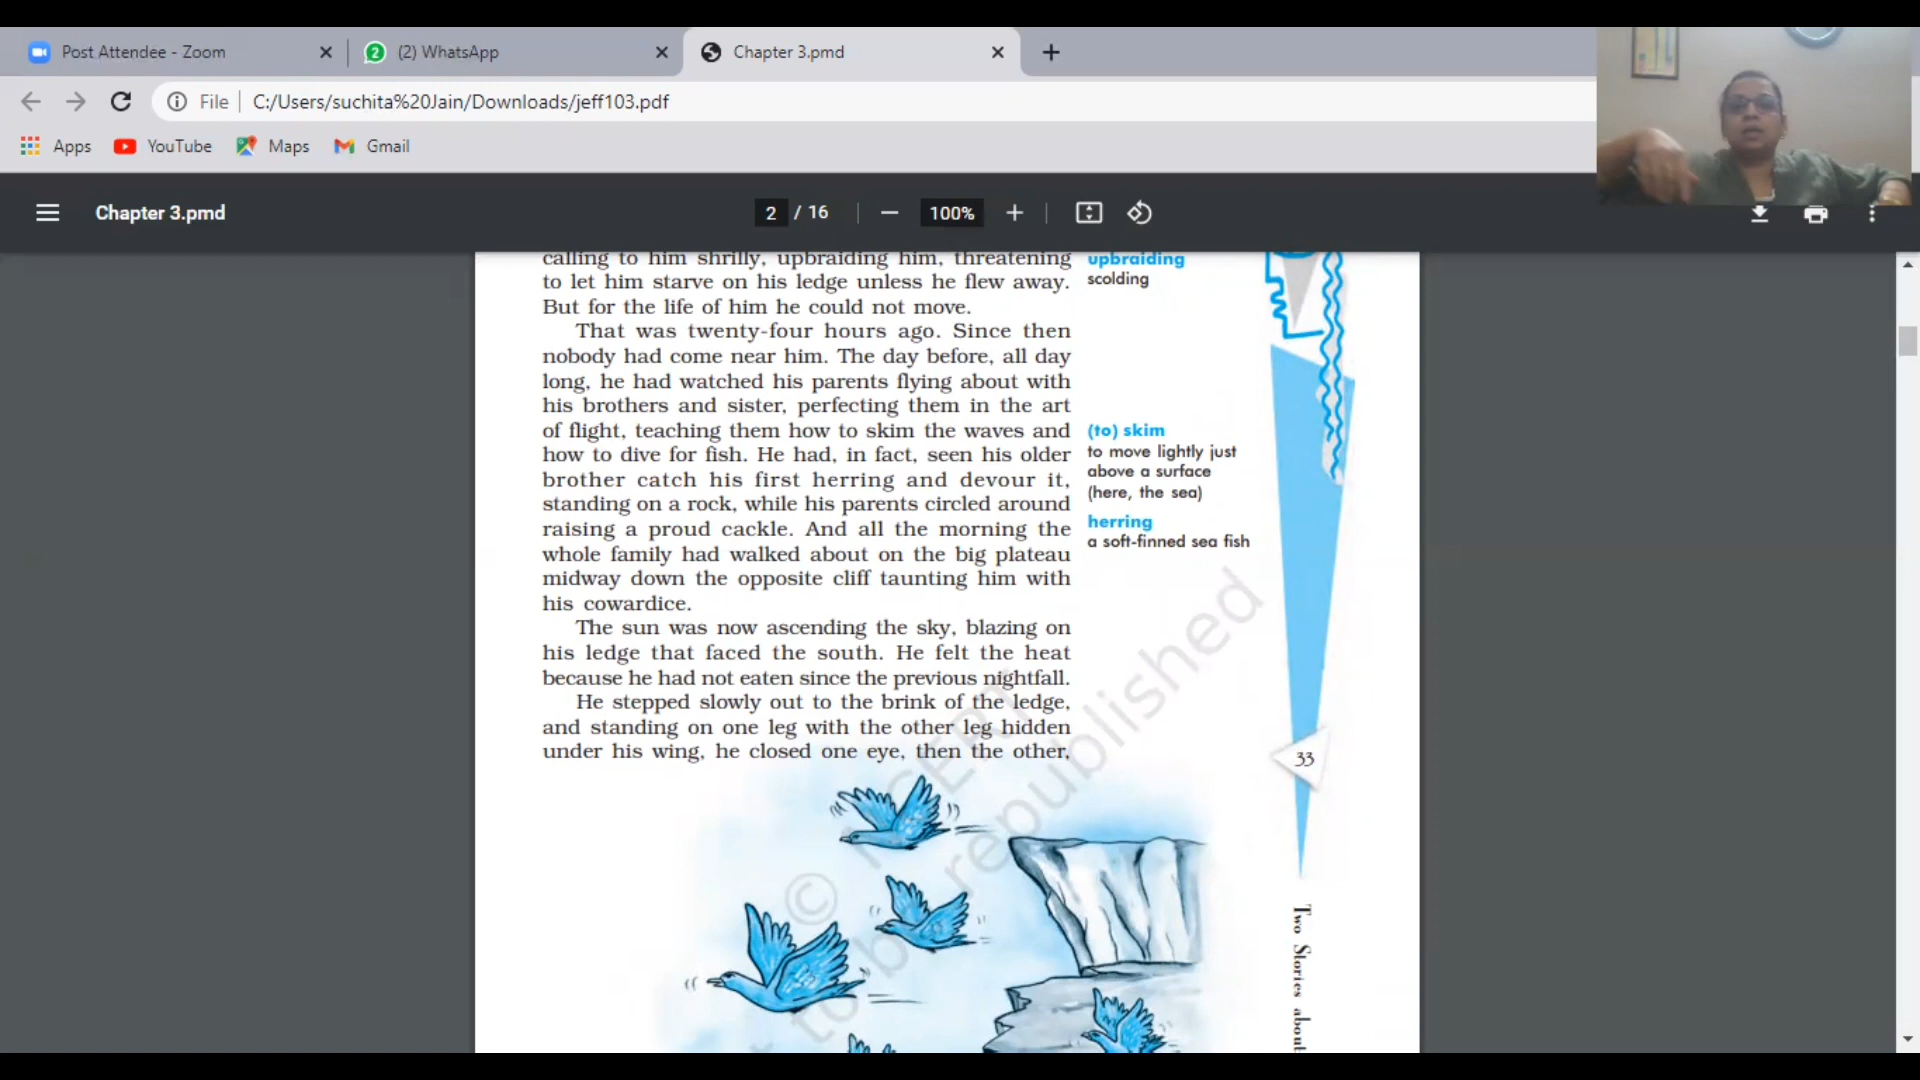 Post Attendee - Zoom
2
(2) WhatsApp
Chapter 3.pmd
File
C:/Users/suchita%20Jain/Downloads/jeff103.pdf
Apps
YouTube
Maps
Gmail
Chapter 3.pmd
2 / 16
100%
calling to him shrilly, upbraiding him, threatening
to let him starve on his ledge unless he flew away.
But for the life of him he could not move.
That was twenty-four hours ago. Since then
nobody had come near him. The day before, all day
long, he had watched his parents flying about with
his brothers and sister, perfecting them in the art
of flight, teaching them how to skim the waves and
how to dive for fish. He had, in fact, seen his older
brother catch his first herring and devour it,
standing on a rock, while his parents circled around
raising a proud cackle. And all the morning the
whole family had walked about on the big plateau
midway down the opposite cliff taunting him with
his cowardice.
The sun was now ascending the sky, blazing on
his ledge that faced the south. He felt the heat
because he had not eaten since the previous nightfall.
He stepped slowly out to the brink of the ledge,
and standing on one leg with the other leg hidden
under his wing, he closed one eye, then the other,
upbraiding
scolding
(to) skim
to move lightly just
above a surface
(here, the sea)
herring
a soft-finned sea fish
33
Two Stories about
republished